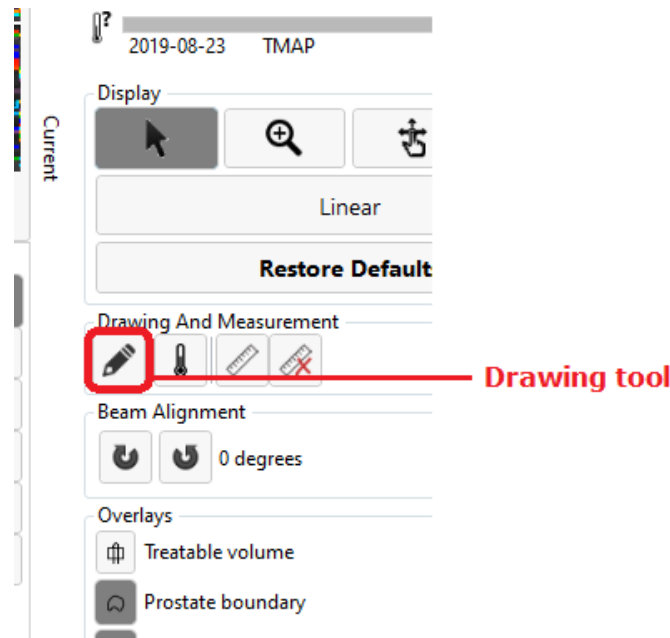 ?
2019-08-23 TMAP
Current
Display
Linear
Restore Default
Drawing And Measurement
Drawing tool
Beam Alignment
0 degrees
Overlays
Treatable volume
Prostate boundary